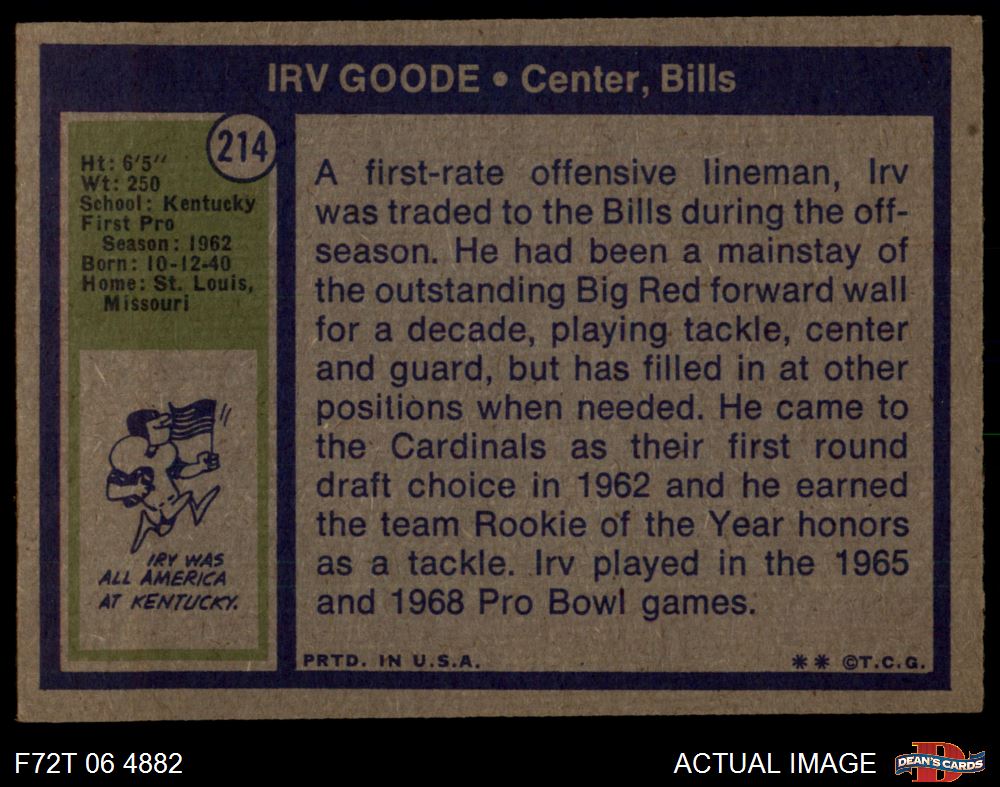 IRV GOODE • Center, Bills
214
Ht: 6'5"
Wt: 250
School: Kentucky
First Pro
Season: 1962
Born: 10-12-40
Home: St. Louis,
Missouri
IRV WAS
ALL AMERICA
AT KENTUCKY.
A first-rate offensive lineman, Irv
was traded to the Bills during the off-
season. He had been a mainstay of
the outstanding Big Red forward wall
for a decade, playing tackle, center
and guard, but has filled in at other
positions when needed. He came to
the Cardinals as their first round
draft choice in 1962 and he earned
the team Rookie of the Year honors
as a tackle. Irv played in the 1965
and 1968 Pro Bowl games.
PRTD. IN U.S.A.
** ©T.C.G.
F72T 06 4882
ACTUAL IMAGE
D
DEAN'S CARDS